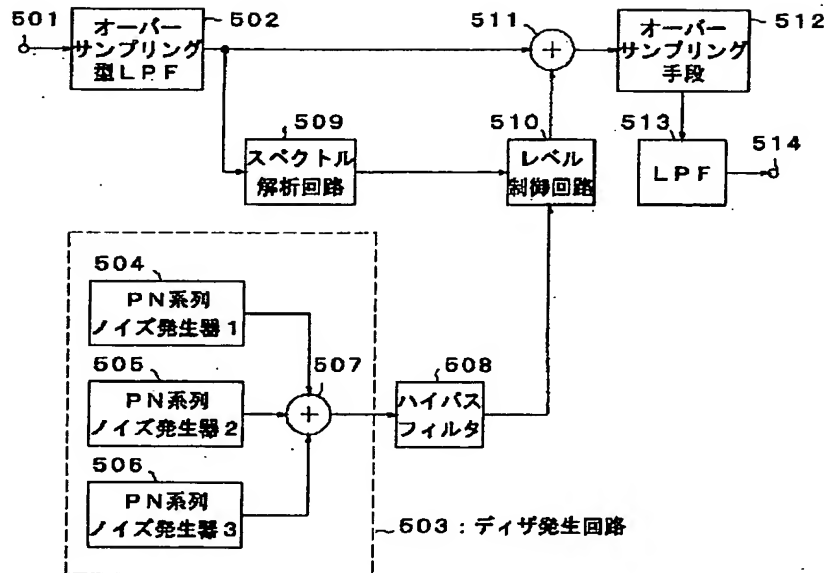 501
オーバー
サンプリング
型LPF
502
511
+
オーバー
サンプリング
手段
512
509
スペクトル
解析回路
510
レベル
制御回路
513
LPF
514
504
PN系列
ノイズ発生器1
505
PN系列
ノイズ発生器2
507
+
508
ハイパス
フィルタ
506
PN系列
ノイズ発生器3
503:ディザ発生回路